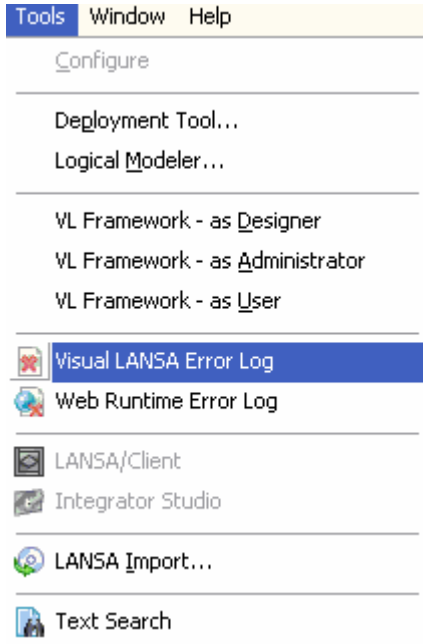 Tools Window Help
Configure
Deployment Tool...
Logical Modeler...
VL Framework - as Designer
VL Framework - as Administrator
VL Framework - as User
Visual LANSA Error Log
Web Runtime Error Log
LANSA/Client
Integrator Studio
LANSA Import...
Text Search